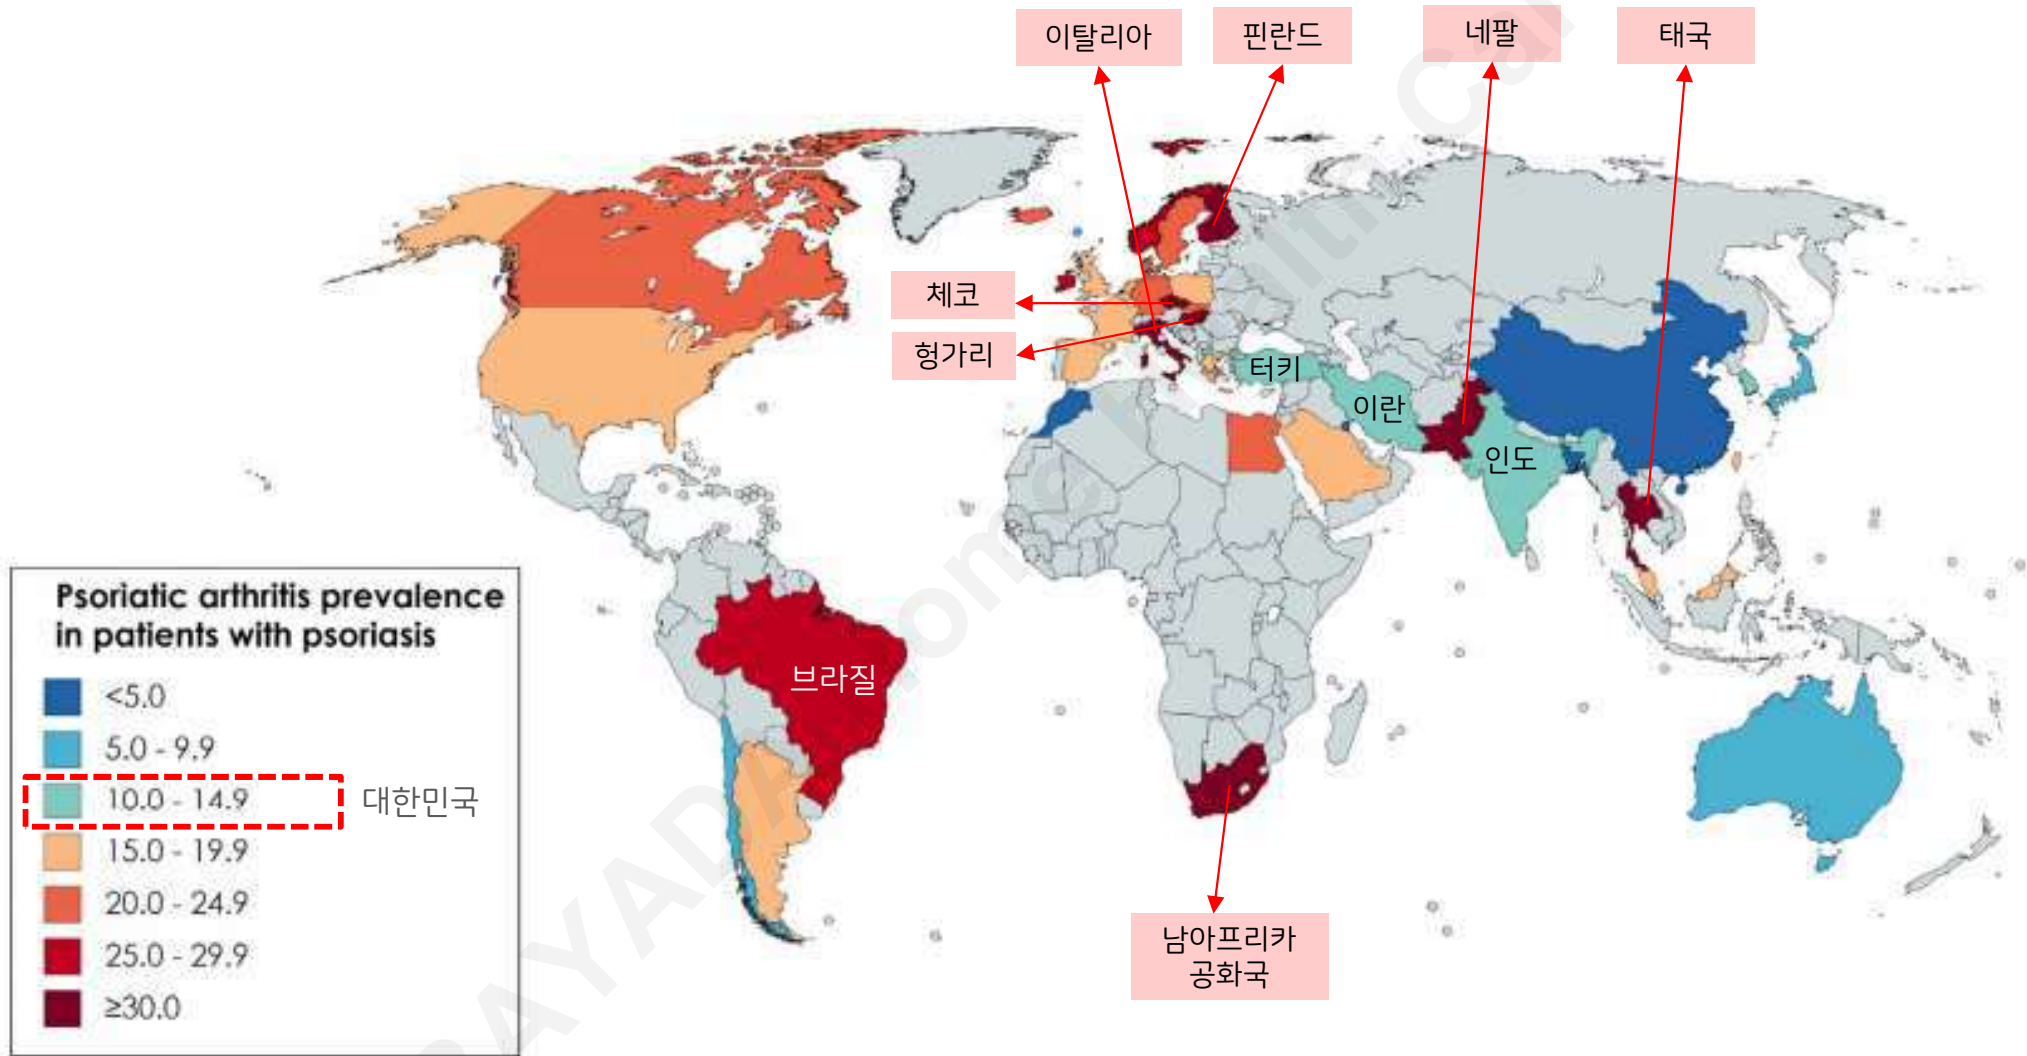 이탈리아
핀란드
네팔
태국
체코
헝가리
터키
이란
인도
브라질
남아프리카
공화국
Psoriatic arthritis prevalence
in patients with psoriasis
<5.0
5.0 - 9.9
10.0 - 14.9
대한민국
15.0 - 19.9
20.0 - 24.9
25.0 - 29.9
≥30.0